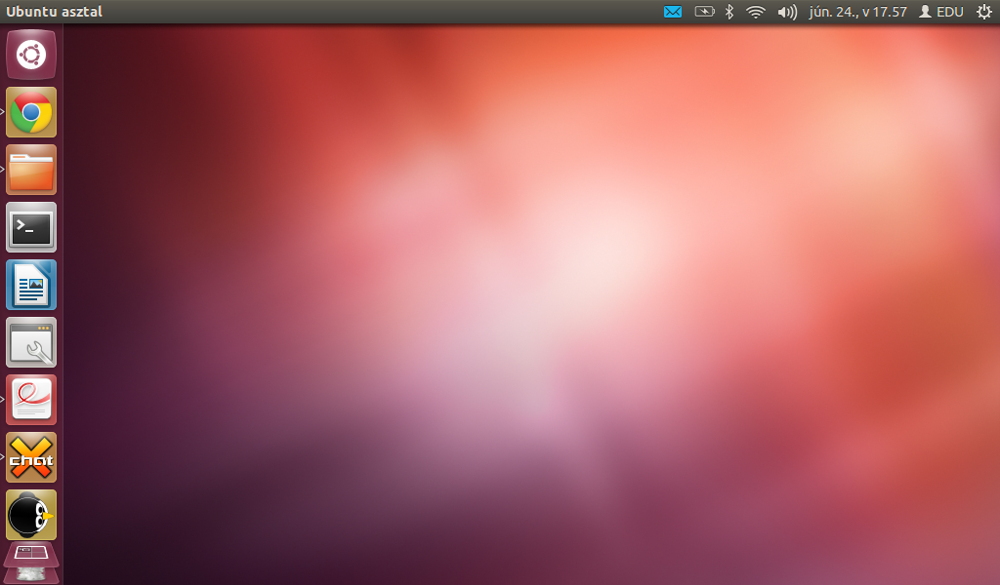 Ubuntu asztal
jún. 24., v 17.57 EDU
>_
chat